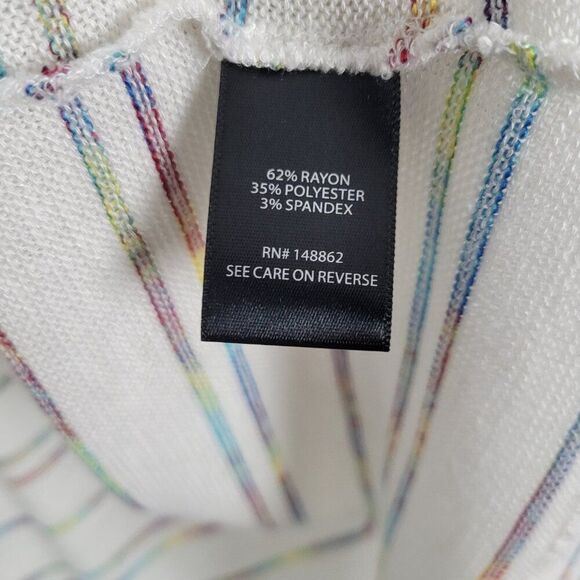 62% RAYON
35% POLYESTER
3% SPANDEX
RN# 148862
SEE CARE ON REVERSE